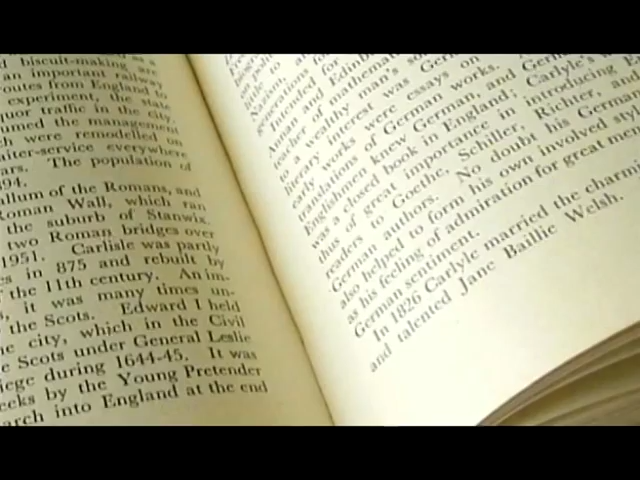 d biscuit-making are
an important railway
routes from England to
experiment, the state
quor traffic in the city.
umed the management
ch were remodelled on
aiter-service everywhere
ars. The population of
94.
allum of the Romans, and
Roman Wall, which ran
the suburb of Stanwix.
two Roman bridges over
1951. Carlisle was partly
es in 875 and rebuilt by
f the 11th century. An im-
, it was many times un-
the Scots. Edward I held
e city, which in the Civil
e Scots under General Leslie
iege during 1644-45. It was
eeks by the Young Pretender
arch into England at the end
generations for
Intended for
Annan and Edinb
teacher of mathemat
to a wealthy man's so
literary interest was Ger
early works were essays on
translations of German works.
Englishmen knew German, and Germ
was a closed book in England; Carlyle's w
thus of great importance in introducing E
readers to Goethe, Schiller, Richter, and
German authors. No doubt his German
also helped to form his own involved styl
as his feeling of admiration for great mea
German sentiment.
In 1826 Carlyle married the charmi
and talented Jane Baillie Welsh.